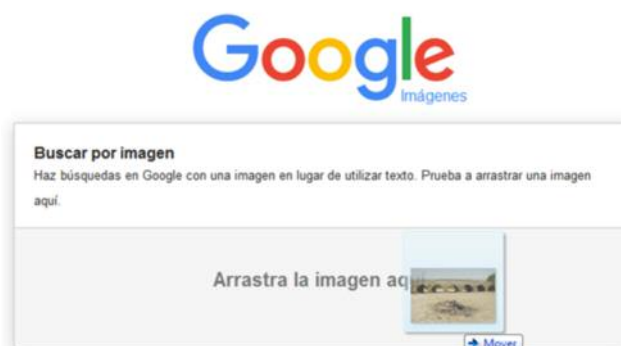 Google
Imágenes
Buscar por imagen
Haz búsquedas en Google con una imagen en lugar de utilizar texto. Prueba a arrastrar una imagen
aquí.
Arrastra la imagen aquí
Mover